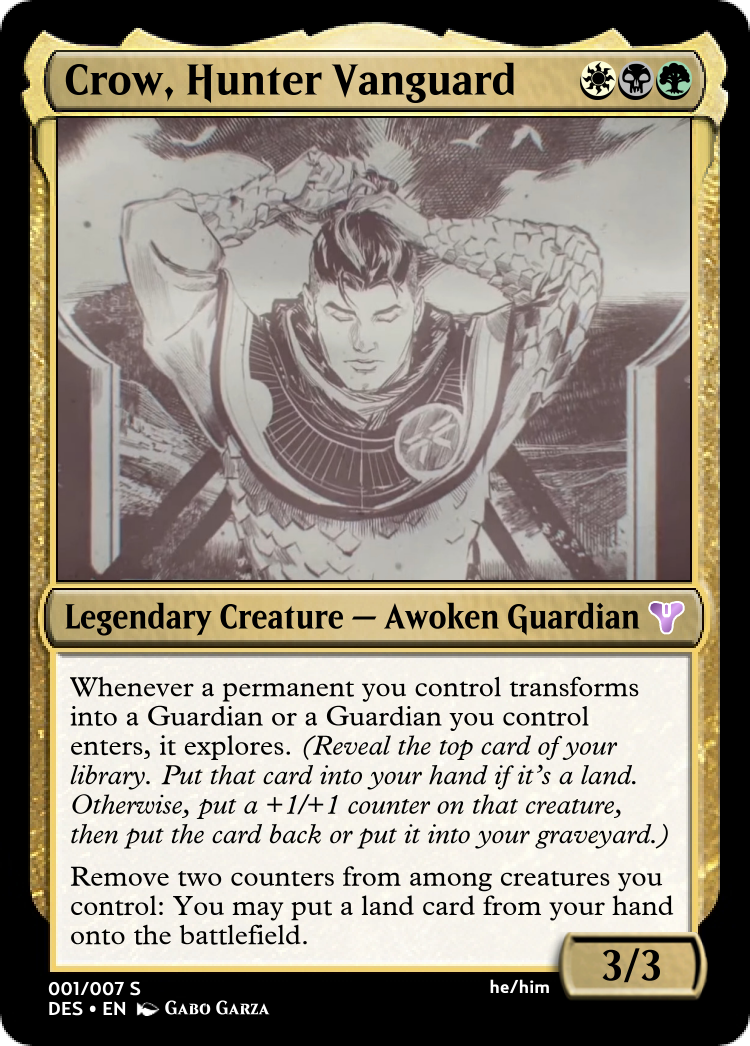 Crow, Hunter Vanguard
Legendary Creature — Awoken Guardian
Whenever a permanent you control transforms
into a Guardian or a Guardian you control
enters, it explores. (Reveal the top card of your
library. Put that card into your hand if it's a land.
Otherwise, put a +1/+1 counter on that creature,
then put the card back or put it into your graveyard.)
Remove two counters from among creatures you
control: You may put a land card from your hand
onto the battlefield.
3/3
001/007 S
he/him
DES • EN Gabo Garza